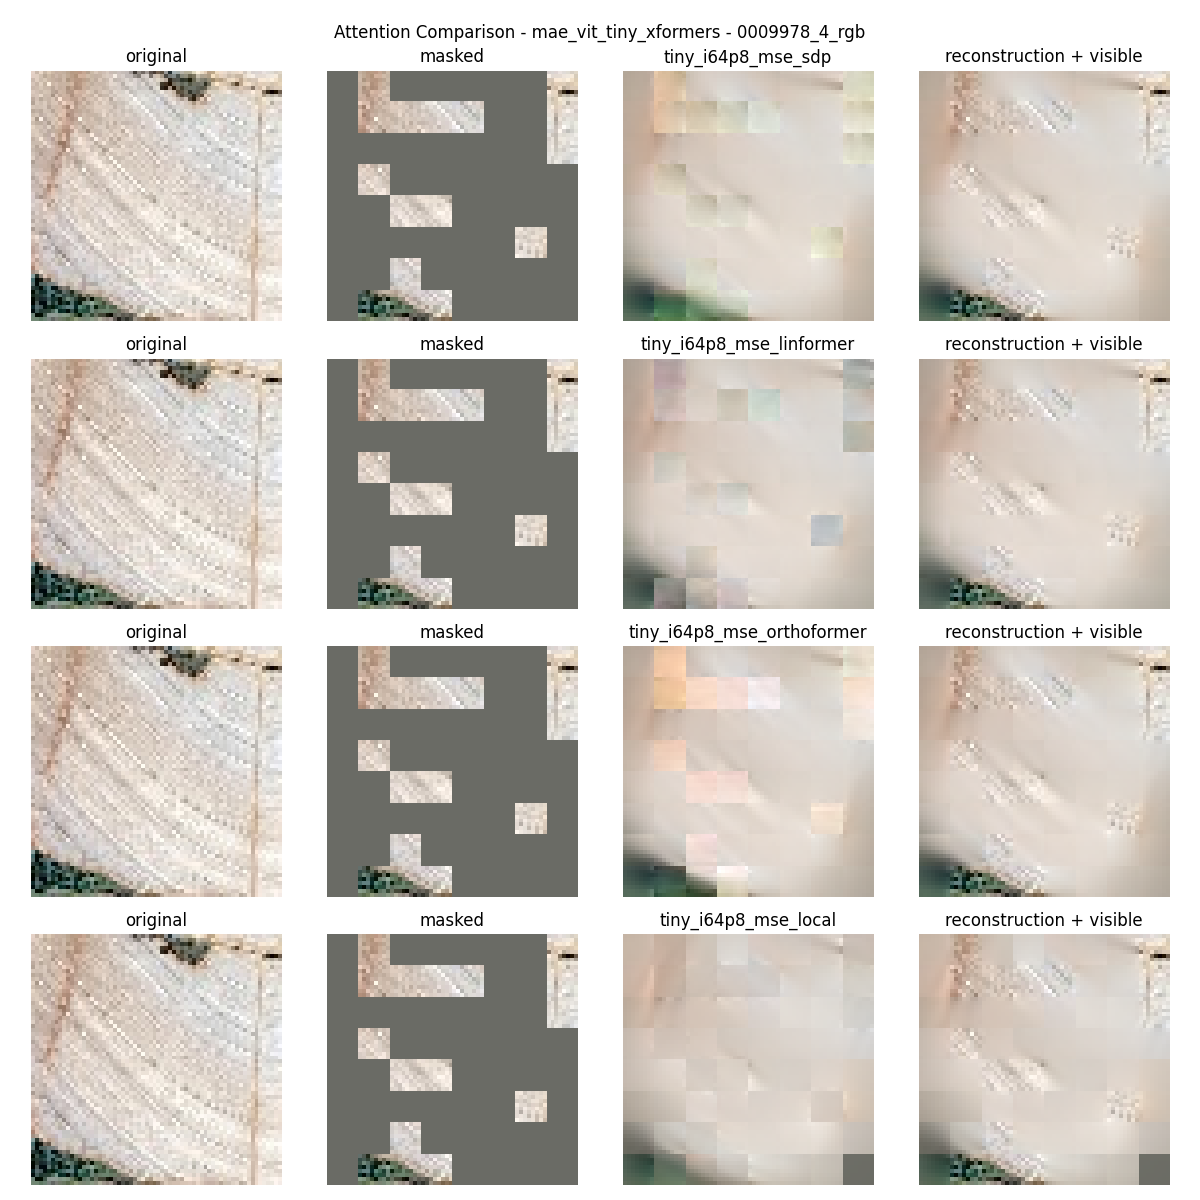 Attention Comparison - mae_vit_tiny_xformers - 0009978_4_rgb
original masked tiny_i64p8_mse_sdp reconstruction + visible
original masked tiny_i64p8_mse_linformer reconstruction + visible
original masked tiny_i64p8_mse_orthoformer reconstruction + visible
original masked tiny_i64p8_mse_local reconstruction + visible